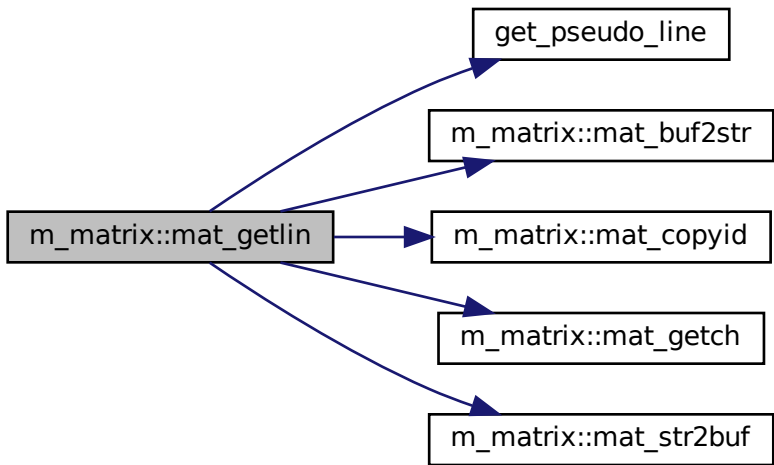 get_pseudo_line
m_matrix::mat_buf2str
m_matrix::mat_getlin
m_matrix::mat_copyid
m_matrix::mat_getch
m_matrix::mat_str2buf